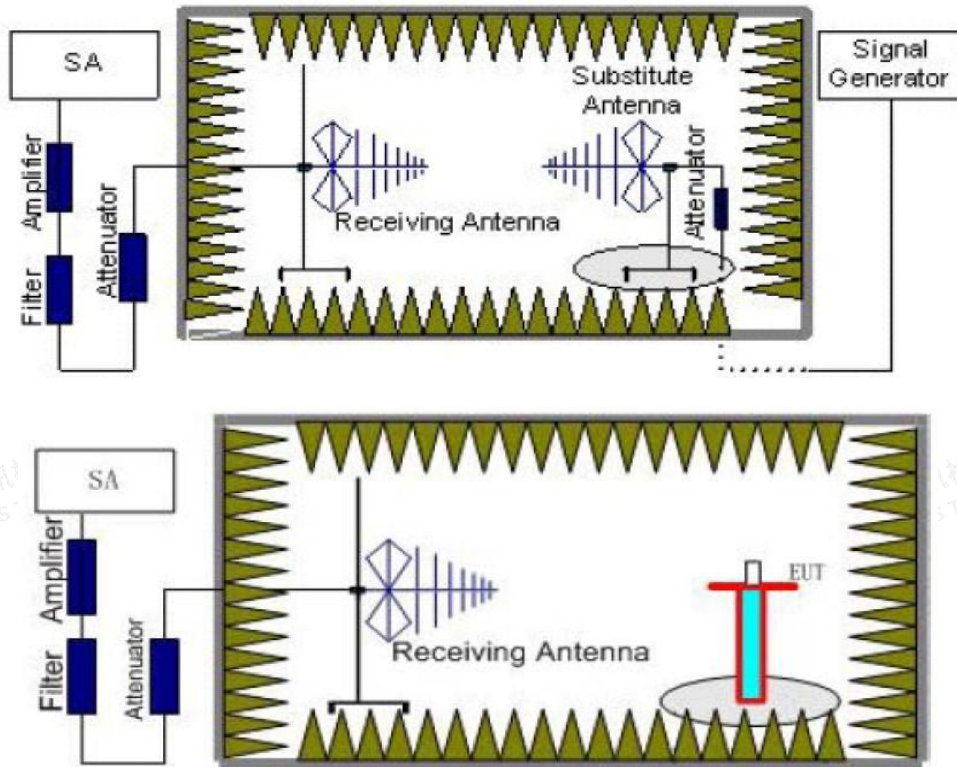 SA
Signal
Generator
Substitute
Antenna
Amplifier
Attenuator
Filter
Receiving Antenna
Attenuator
SA
Amplifier
Filter
Attenuator
Receiving Antenna
EUT